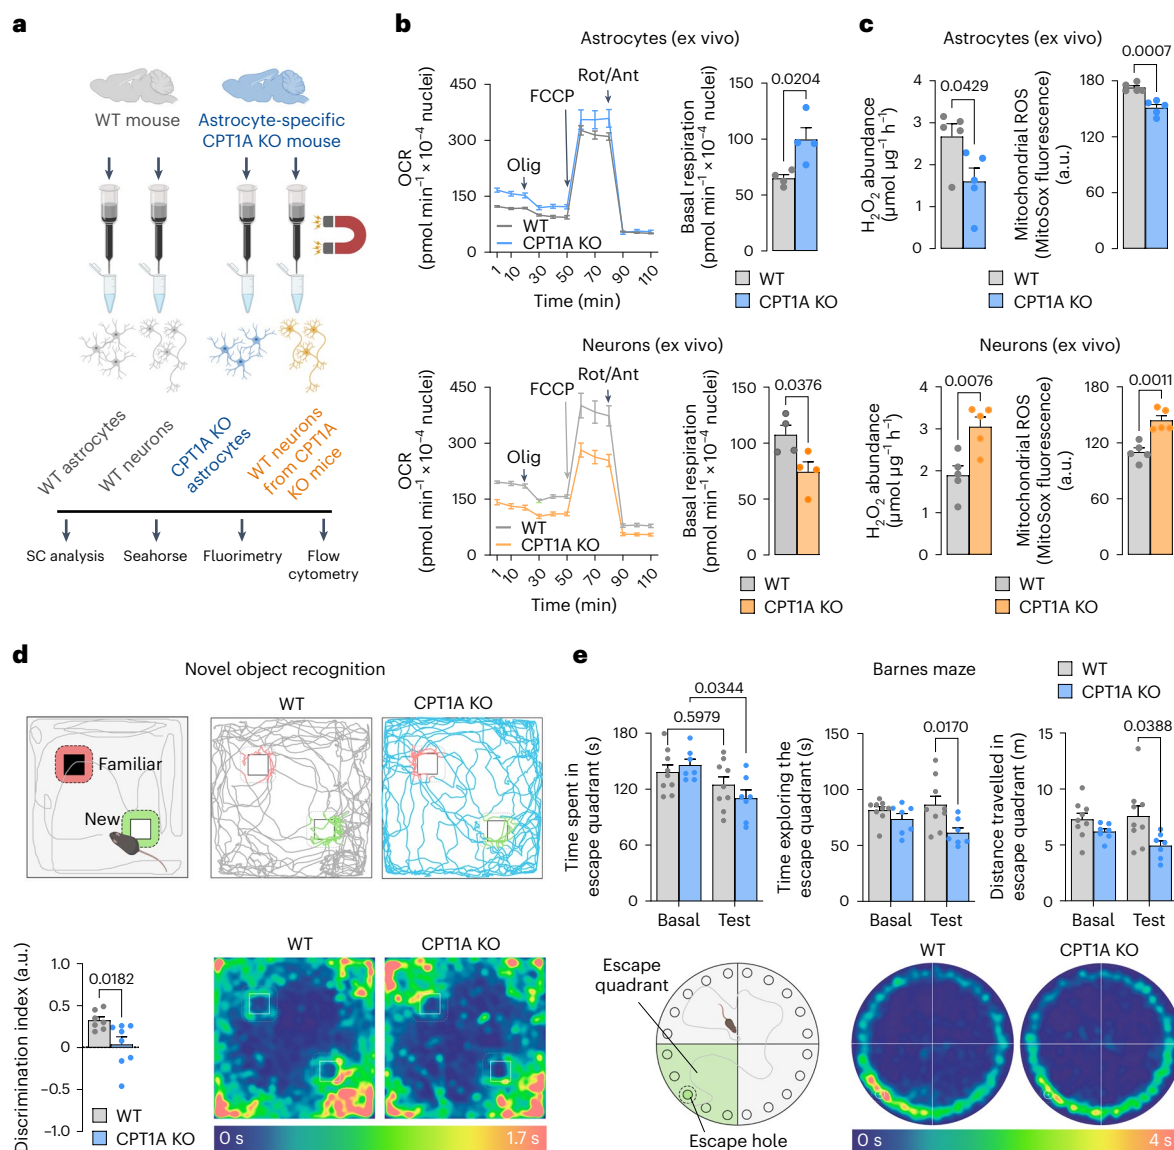 a
WT mouse
Astrocyte-specific
CPT1A KO mouse
WT astrocytes
WT neurons
CPT1A KO
astrocytes
WT neurons
from CPT1A
KO mice
SC analysis
Seahorse
Fluorimetry
Flow
cytometry
b
Astrocytes (ex vivo)
OCR
(pmol min⁻¹ × 10⁻⁴ nuclei)
450
300
150
0
Olig
FCCP
Rot/Ant
WT
CPT1A KO
1 10 30 50 70 90 110
Time (min)
Basal respiration
(pmol min⁻¹ × 10⁻⁴ nuclei)
150
100
50
0
0.0204
WT
CPT1A KO
Neurons (ex vivo)
OCR
(pmol min⁻¹ × 10⁻⁴ nuclei)
450
300
150
0
Olig
FCCP
Rot/Ant
WT
CPT1A KO
1 10 30 50 70 90 110
Time (min)
Basal respiration
(pmol min⁻¹ × 10⁻⁴ nuclei)
150
100
50
0
0.0376
WT
CPT1A KO
c
Astrocytes (ex vivo)
H₂O₂ abundance
(μmol μg⁻¹ h⁻¹)
4
3
2
1
0
0.0429
Mitochondrial ROS
(MitoSox fluorescence)
(a.u.)
180
120
60
0
0.0007
WT
CPT1A KO
Neurons (ex vivo)
H₂O₂ abundance
(μmol μg⁻¹ h⁻¹)
4
3
2
1
0
0.0076
Mitochondrial ROS
(MitoSox fluorescence)
(a.u.)
180
120
60
0
0.0011
WT
CPT1A KO
d
Novel object recognition
Familiar
New
WT
CPT1A KO
Discrimination index (a.u.)
1.0
0.5
0
−0.5
−1.0
0.0182
WT
CPT1A KO
WT
CPT1A KO
0 s 1.7 s
e
Barnes maze
WT
CPT1A KO
Time spent in
escape quadrant (s)
180
120
60
0
0.0344
0.5979
Basal Test
Time exploring the
escape quadrant (s)
150
100
50
0
0.0170
Basal Test
Distance travelled in
escape quadrant (m)
15
10
5
0
0.0388
Basal Test
Escape
quadrant
Escape hole
WT
CPT1A KO
0 s 4 s